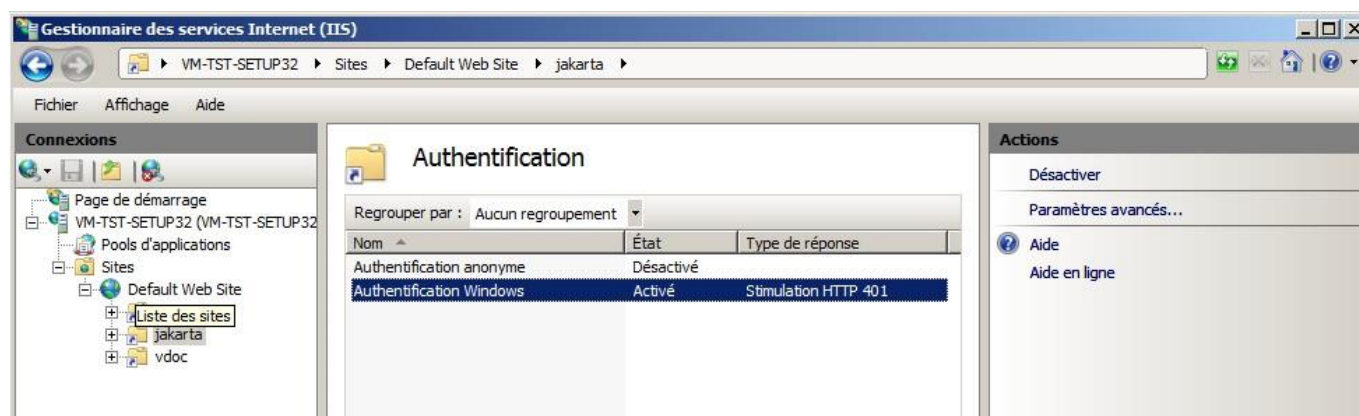 Gestionnaire des services Internet (IIS)
VM-TST-SETUP32 Sites Default Web Site jakarta
Fichier Affichage Aide
Connexions
Page de démarrage
VM-TST-SETUP32 (VM-TST-SETUP32
Pools d'applications
Sites
Default Web Site
Liste des sites
jakarta
vdoc
Authentification
Regrouper par : Aucun regroupement
Nom État Type de réponse
Authentification anonyme Désactivé
Authentification Windows Activé Stimulation HTTP 401
Actions
Désactiver
Paramètres avancés...
Aide
Aide en ligne